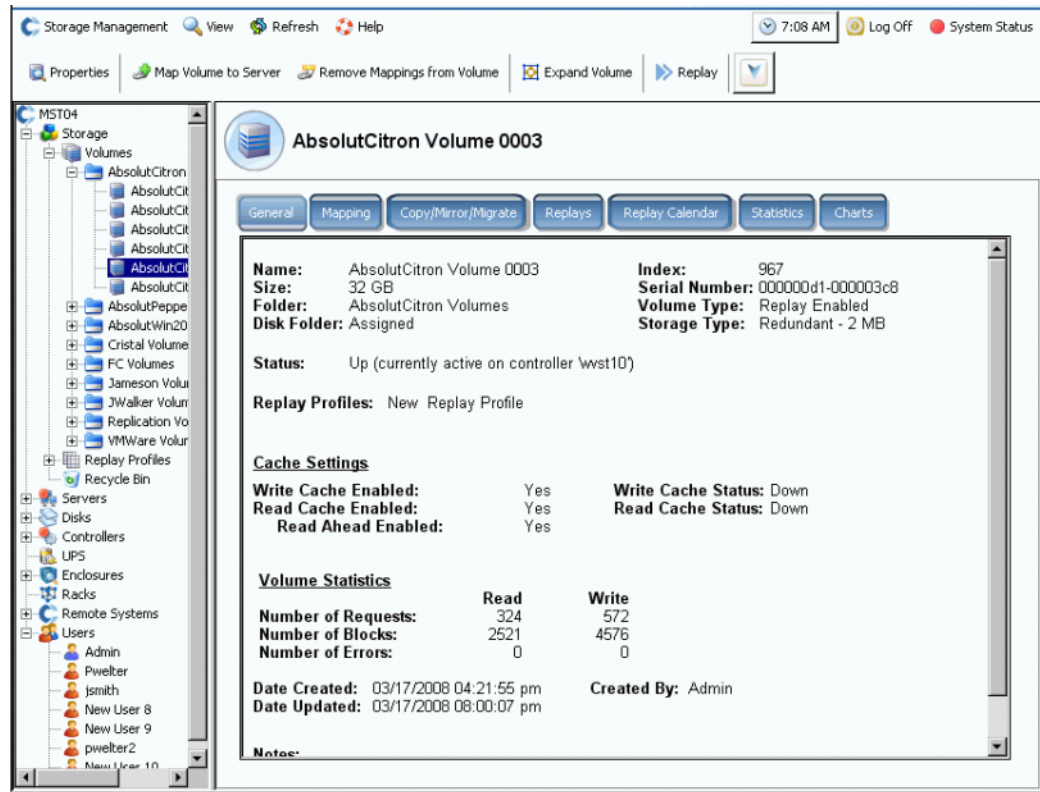 Storage Management View Refresh Help 7:08 AM Log Off System Status
Properties Map Volume to Server Remove Mappings from Volume Expand Volume Replay
MST04
Storage
Volumes
AbsolutCitron
AbsolutCit
AbsolutCit
AbsolutCit
AbsolutCit
AbsolutCit
AbsolutCit
AbsolutPeppe
AbsolutWin20
Cristal Volume
FC Volumes
Jameson Volu
JWalker Volum
Replication Vo
VMWare Volur
Replay Profiles
Recycle Bin
Servers
Disks
Controllers
UPS
Enclosures
Racks
Remote Systems
Users
Admin
Pwelter
jsmith
New User 8
New User 9
pwelter2
New User 10
AbsolutCitron Volume 0003
General Mapping Copy/Mirror/Migrate Replays Replay Calendar Statistics Charts
Name: AbsolutCitron Volume 0003 Index: 967
Size: 32 GB Serial Number: 000000d1-000003c8
Folder: AbsolutCitron Volumes Volume Type: Replay Enabled
Disk Folder: Assigned Storage Type: Redundant - 2 MB
Status: Up (currently active on controller 'wvst10')
Replay Profiles: New Replay Profile
Cache Settings
Write Cache Enabled: Yes Write Cache Status: Down
Read Cache Enabled: Yes Read Cache Status: Down
Read Ahead Enabled: Yes
Volume Statistics
Read Write
Number of Requests: 324 572
Number of Blocks: 2521 4576
Number of Errors: 0 0
Date Created: 03/17/2008 04:21:55 pm Created By: Admin
Date Updated: 03/17/2008 08:00:07 pm
Notes: